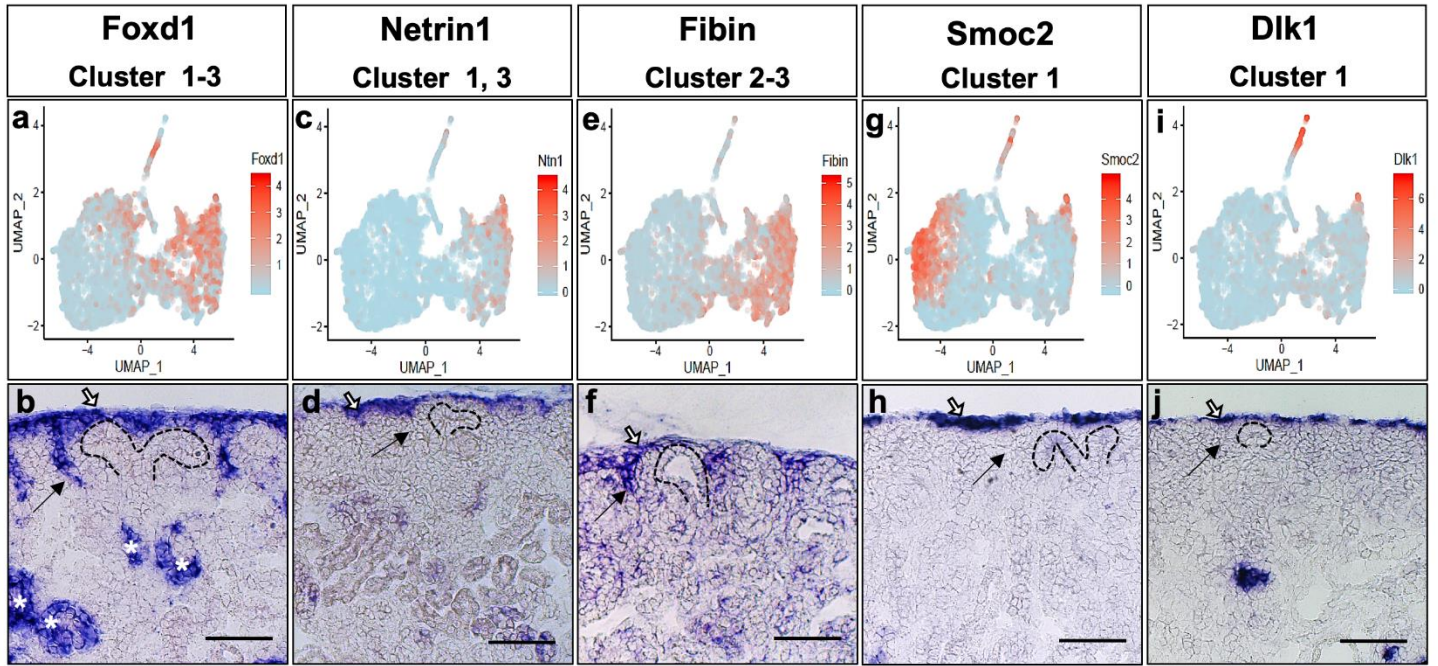 Foxd1
Cluster 1-3
Netrin1
Cluster 1, 3
Fibin
Cluster 2-3
Smoc2
Cluster 1
Dlk1
Cluster 1
a
4
2
0
−2
UMAP_2
−4 0 4
UMAP_1
Foxd1
4
3
2
1
c
4
2
0
−2
UMAP_2
−4 0 4
UMAP_1
Ntn1
4
3
2
1
0
e
4
2
0
−2
UMAP_2
−4 0 4
UMAP_1
Fibin
5
4
3
2
1
0
g
4
2
0
−2
UMAP_2
−4 0 4
UMAP_1
Smoc2
4
3
2
1
0
i
4
2
0
−2
UMAP_2
−4 0 4
UMAP_1
Dlk1
6
4
2
0
b
*
*
*
*
d
f
h
j